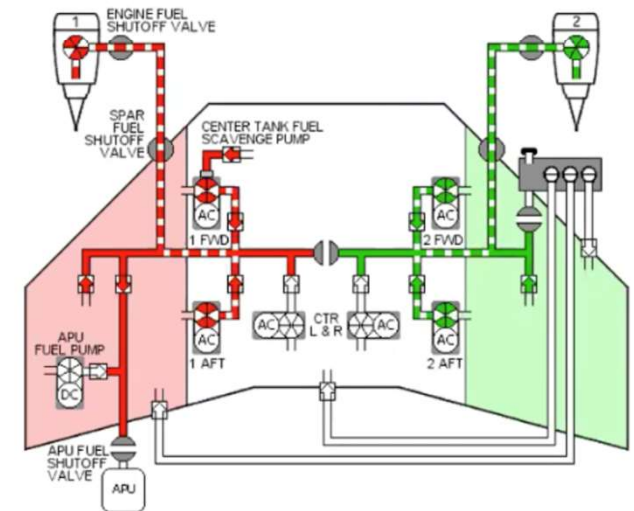 1
ENGINE FUEL
SHUTOFF VALVE
2
SPAR
FUEL
SHUTOFF
VALVE
CENTER TANK FUEL
SCAVENGE PUMP
AC
1 FWD
AC
2 FWD
AC
CTR
L & R
AC
APU
FUEL PUMP
DC
AC
1 AFT
AC
2 AFT
APU FUEL
SHUTOFF
VALVE
APU